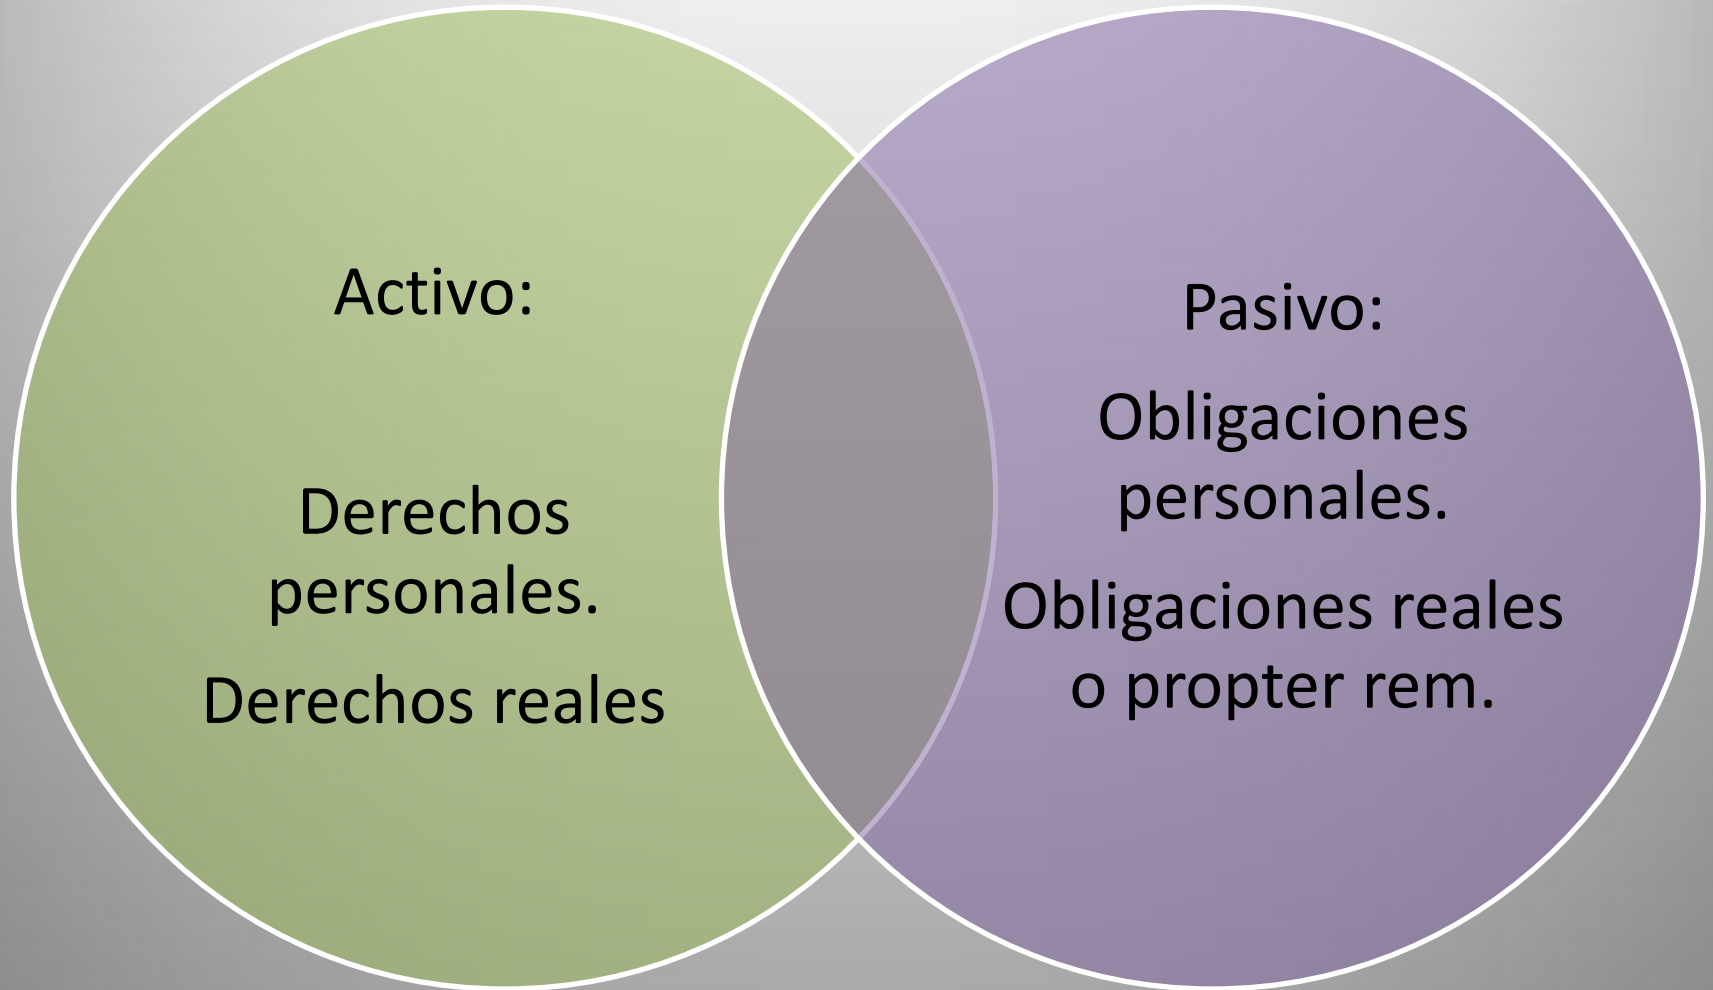 Activo:
Derechos
personales.
Derechos reales
Pasivo:
Obligaciones
personales.
Obligaciones reales
o propter rem.